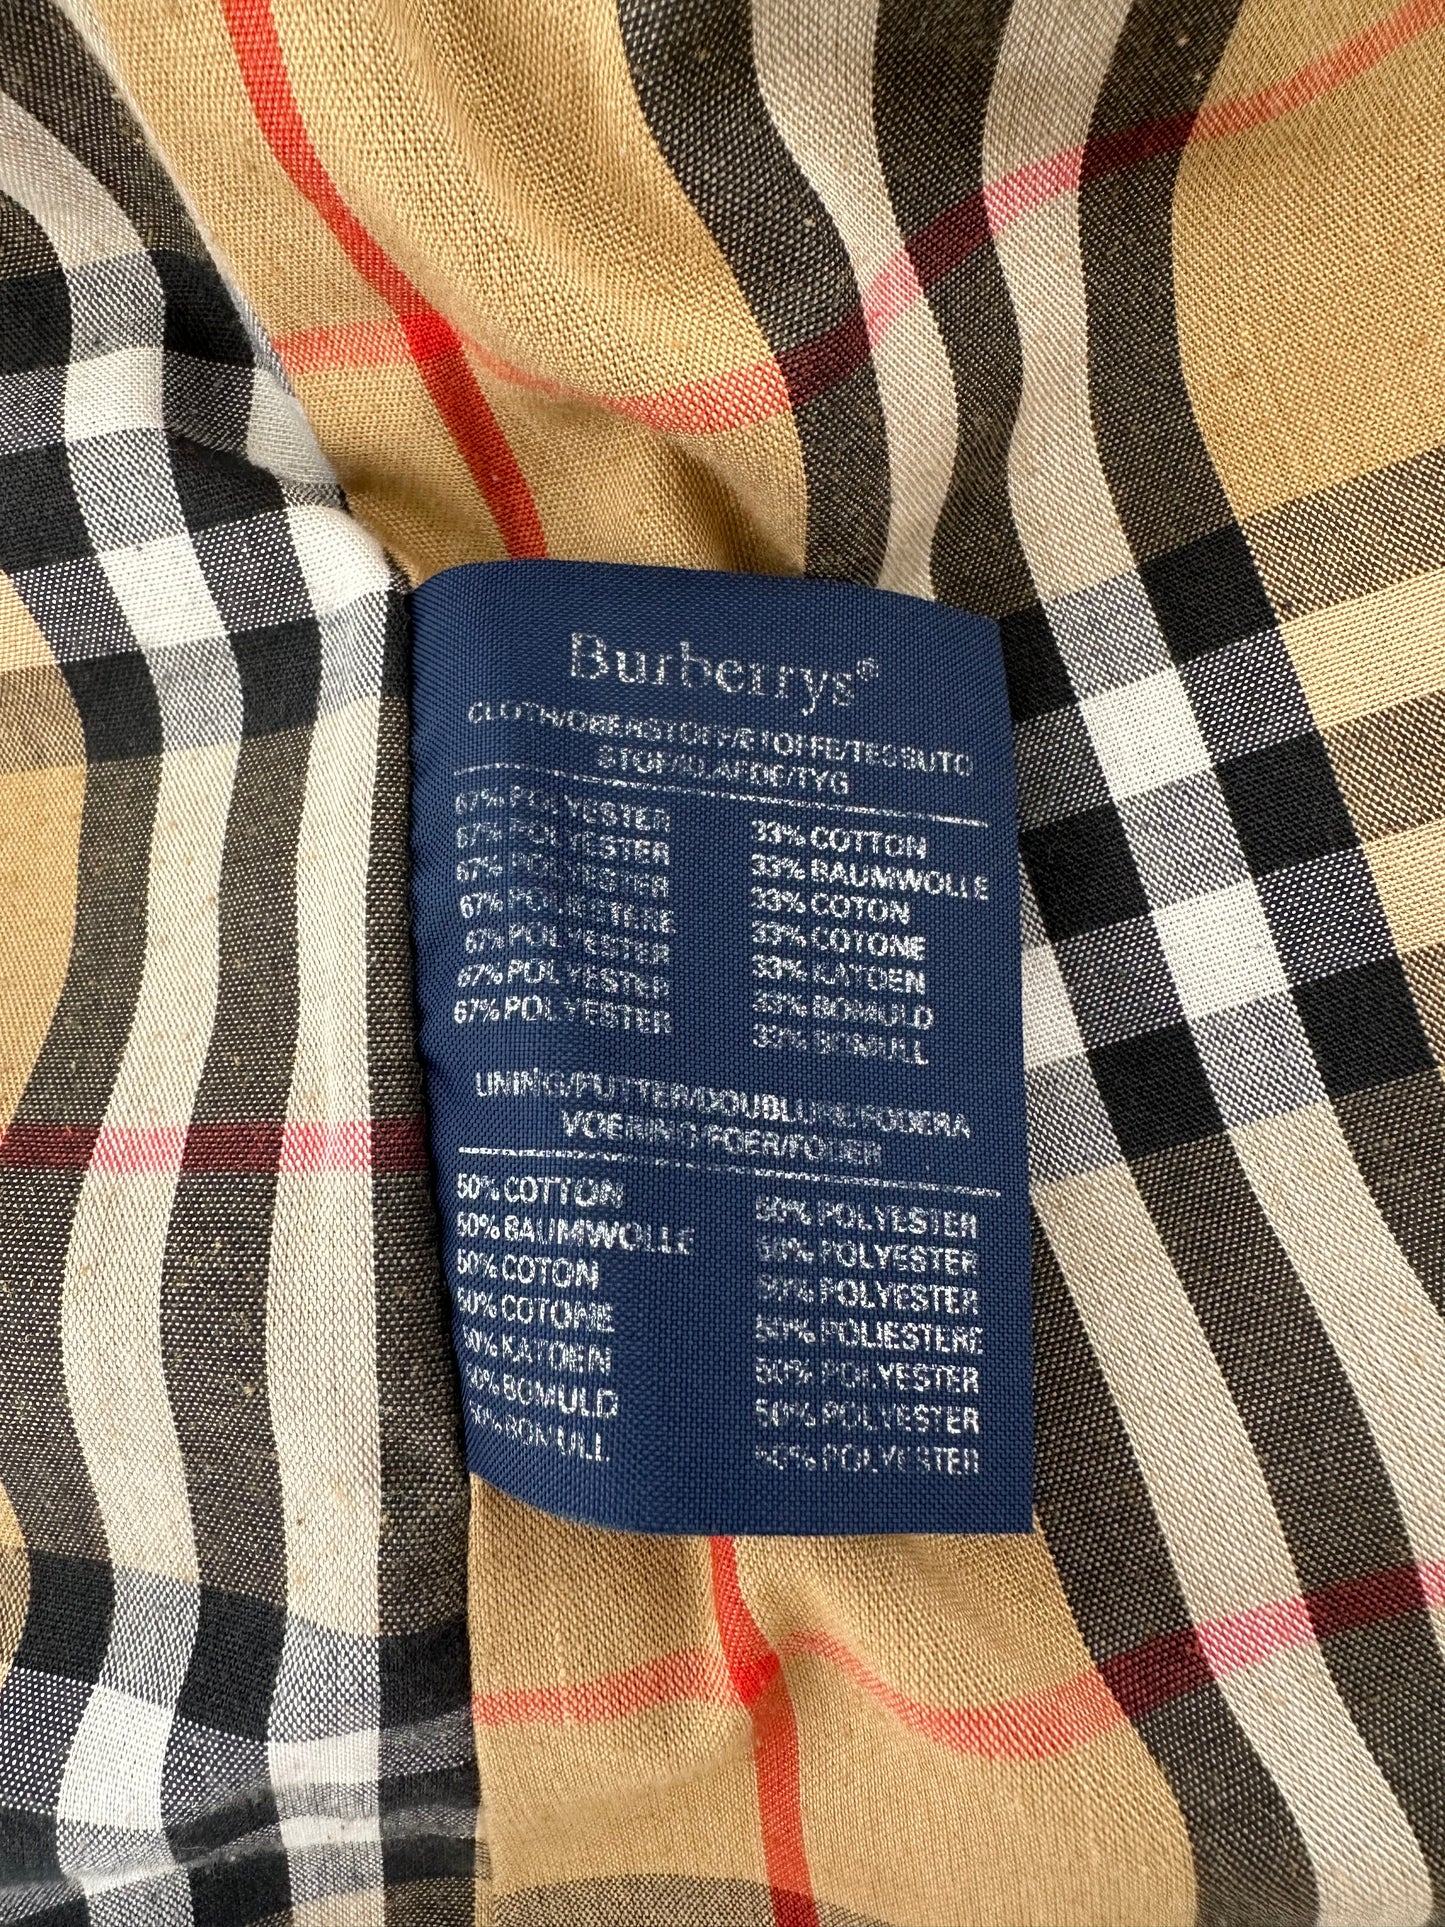 Burberrys®
CLOTH/OBERSTOFF/ETOFFE/TESSUTO
STOF/KLAEDE/TYG
67% POLYESTER 33% COTTON
67% POLYESTER 33% BAUMWOLLE
67% POLYESTER 33% COTON
67% POLIESTERE 33% COTONE
67% POLYESTER 33% KATOEN
67% POLYESTER 33% BOMULD
67% POLYESTER 33% BOMULL
LINING/FUTTER/DOUBLURE/FODERA
VOERING/FOER/FODER
50% COTTON 50% POLYESTER
50% BAUMWOLLE 50% POLYESTER
50% COTON 50% POLYESTER
50% COTONE 50% POLIESTERE
50% KATOEN 50% POLYESTER
50% BOMULD 50% POLYESTER
50% BOMULL 50% POLYESTER